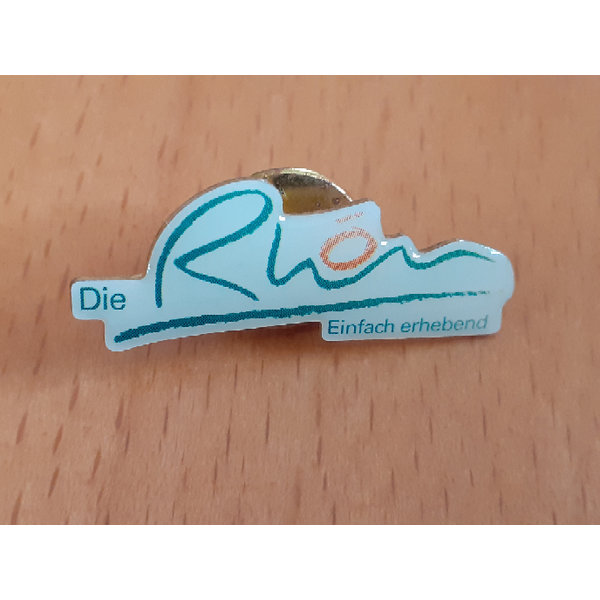 Die Rhön
Einfach erhebend